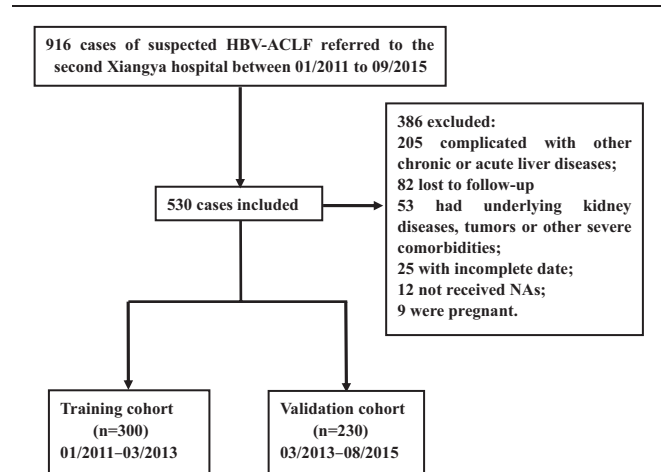 916 cases of suspected HBV-ACLF referred to the
second Xiangya hospital between 01/2011 to 09/2015
386 excluded:
205 complicated with other
chronic or acute liver diseases;
82 lost to follow-up
53 had underlying kidney
diseases, tumors or other severe
comorbidities;
25 with incomplete date;
12 not received NAs;
9 were pregnant.
530 cases included
Training cohort
(n=300)
01/2011–03/2013
Validation cohort
(n=230)
03/2013–08/2015